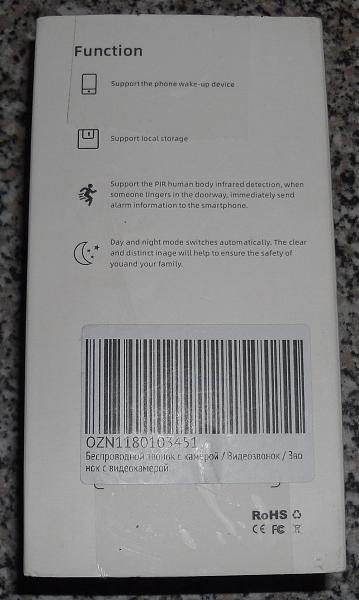 Function
Support the phone wake-up device
Support local storage
Support the PIR human body infrared detection, when
someone lingers in the doorway, immediately send
alarm information to the smartphone.
Day and night mode switches automatically. The clear
and distinct image will help to ensure the safety of
youand your family.
OZN1180103451
Беспроводной звонок с камерой / Видеозвонок / Зво
нок с видеокамерой
RoHS
CE FC